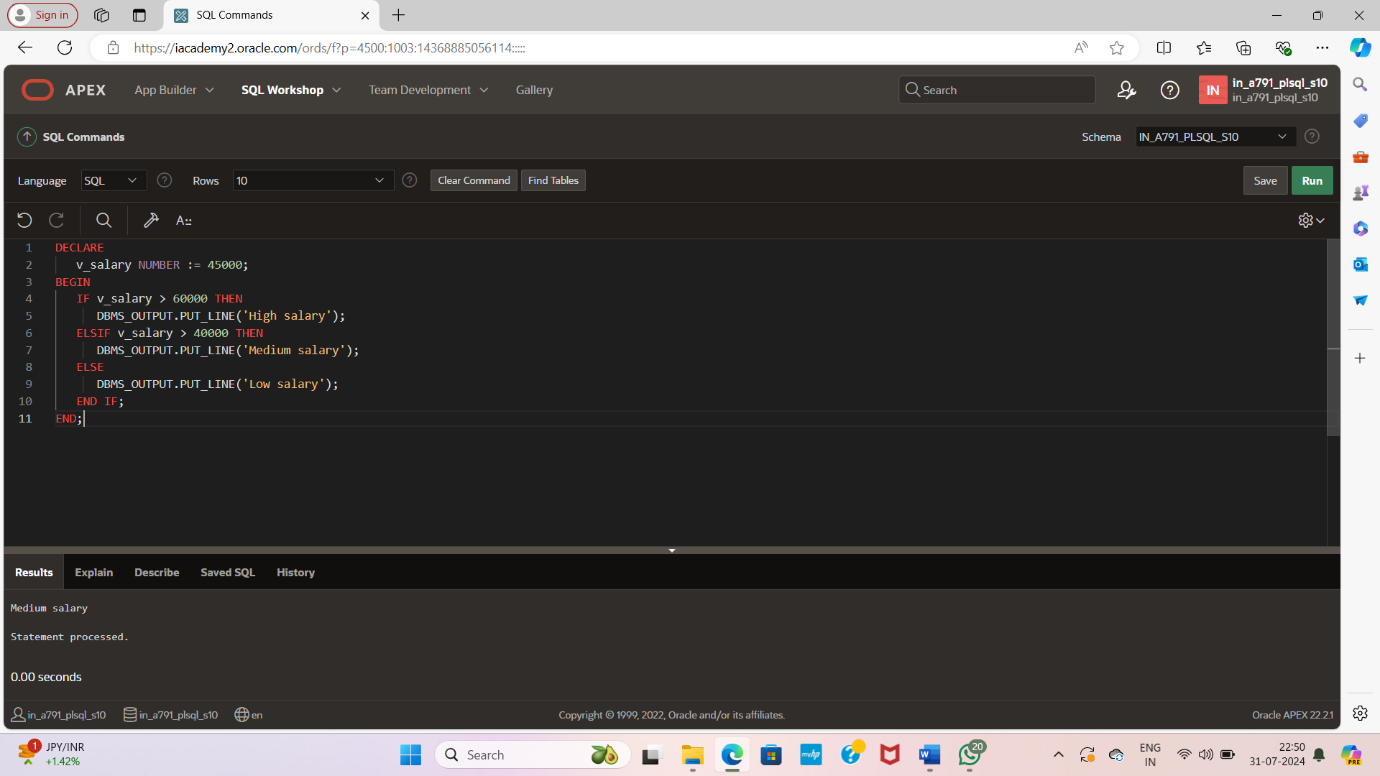 Sign in
SQL Commands
https://iacademy2.oracle.com/ords/f?p=4500:1003:14368885056114:::::
APEX App Builder SQL Workshop Team Development Gallery
Search
IN in_a791_plsql_s10
in_a791_plsql_s10
SQL Commands
Schema IN_A791_PLSQL_S10
Language SQL Rows 10 Clear Command Find Tables Save Run
A::
1 DECLARE
2 v_salary NUMBER := 45000;
3 BEGIN
4 IF v_salary > 60000 THEN
5 DBMS_OUTPUT.PUT_LINE('High salary');
6 ELSIF v_salary > 40000 THEN
7 DBMS_OUTPUT.PUT_LINE('Medium salary');
8 ELSE
9 DBMS_OUTPUT.PUT_LINE('Low salary');
10 END IF;
11 END;
Results Explain Describe Saved SQL History
Medium salary
Statement processed.
0.00 seconds
in_a791_plsql_s10 in_a791_plsql_s10 en
Copyright © 1999, 2022, Oracle and/or its affiliates.
Oracle APEX 22.2.1
1 JPY/INR
+1.42%
Search
myhp
W
20
ENG
IN
22:50
31-07-2024
PRE